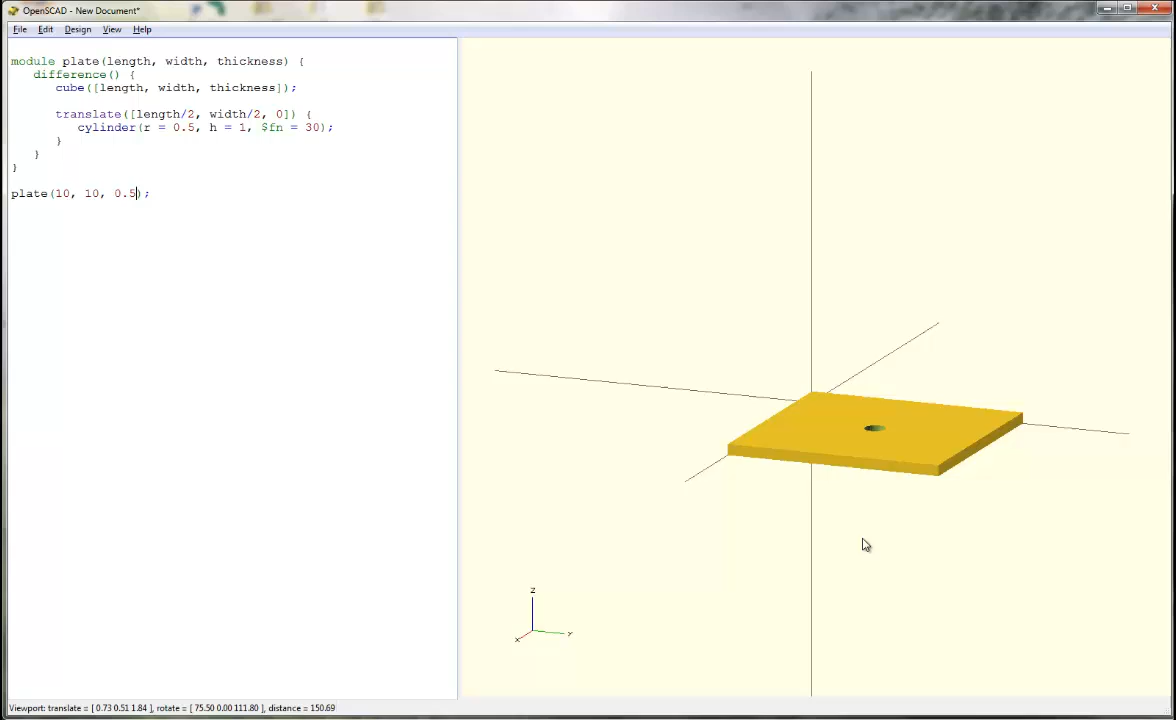 OpenSCAD - New Document*
File Edit Design View Help
module plate(length, width, thickness) {
difference() {
cube([length, width, thickness]);
translate([length/2, width/2, 0]) {
cylinder(r = 0.5, h = 1, $fn = 30);
}
}
}
plate(10, 10, 0.5);
z
x
y
Viewport: translate = [ 0.73 0.51 1.84 ], rotate = [ 75.50 0.00 111.80 ], distance = 150.69